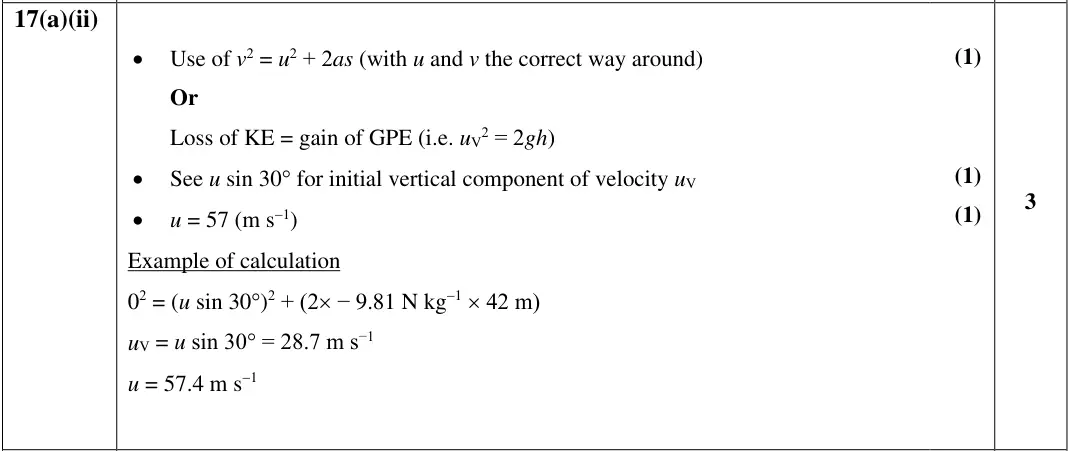 17(a)(ii)
• Use of v² = u² + 2as (with u and v the correct way around) (1)
Or
Loss of KE = gain of GPE (i.e. uV² = 2gh)
• See u sin 30° for initial vertical component of velocity uV (1)
• u = 57 (m s⁻¹) (1)
3
Example of calculation
0² = (u sin 30°)² + (2× − 9.81 N kg⁻¹ × 42 m)
uV = u sin 30° = 28.7 m s⁻¹
u = 57.4 m s⁻¹